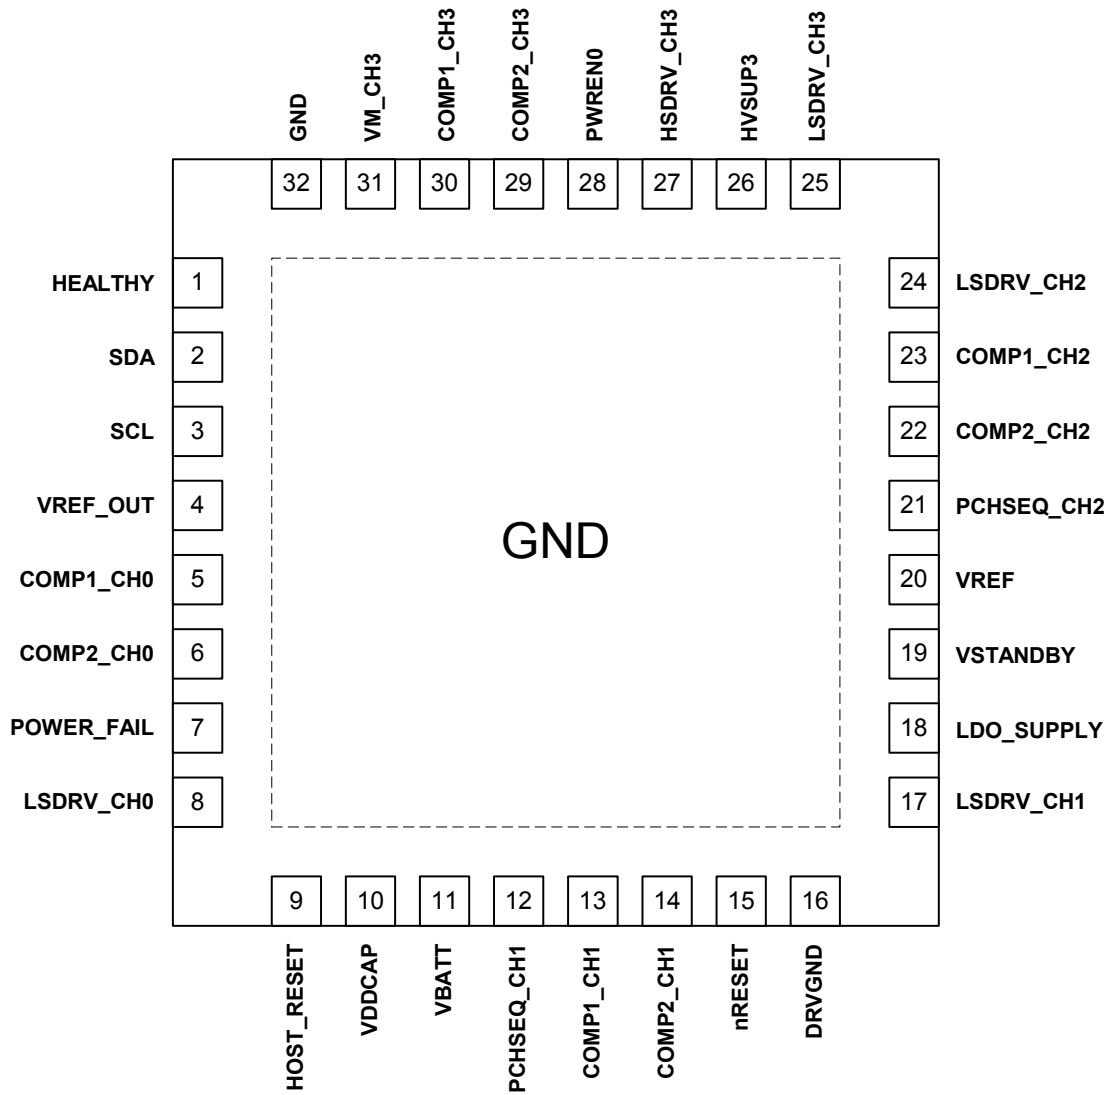 GND
VM_CH3
COMP1_CH3
COMP2_CH3
PWREN0
HSDRV_CH3
HVSUP3
LSDRV_CH3
32 31 30 29 28 27 26 25
HEALTHY 1
24 LSDRV_CH2
SDA 2
23 COMP1_CH2
SCL 3
22 COMP2_CH2
VREF_OUT 4
21 PCHSEQ_CH2
GND
COMP1_CH0 5
20 VREF
COMP2_CH0 6
19 VSTANDBY
POWER_FAIL 7
18 LDO_SUPPLY
LSDRV_CH0 8
17 LSDRV_CH1
9 10 11 12 13 14 15 16
HOST_RESET
VDDCAP
VBATT
PCHSEQ_CH1
COMP1_CH1
COMP2_CH1
nRESET
DRVGND